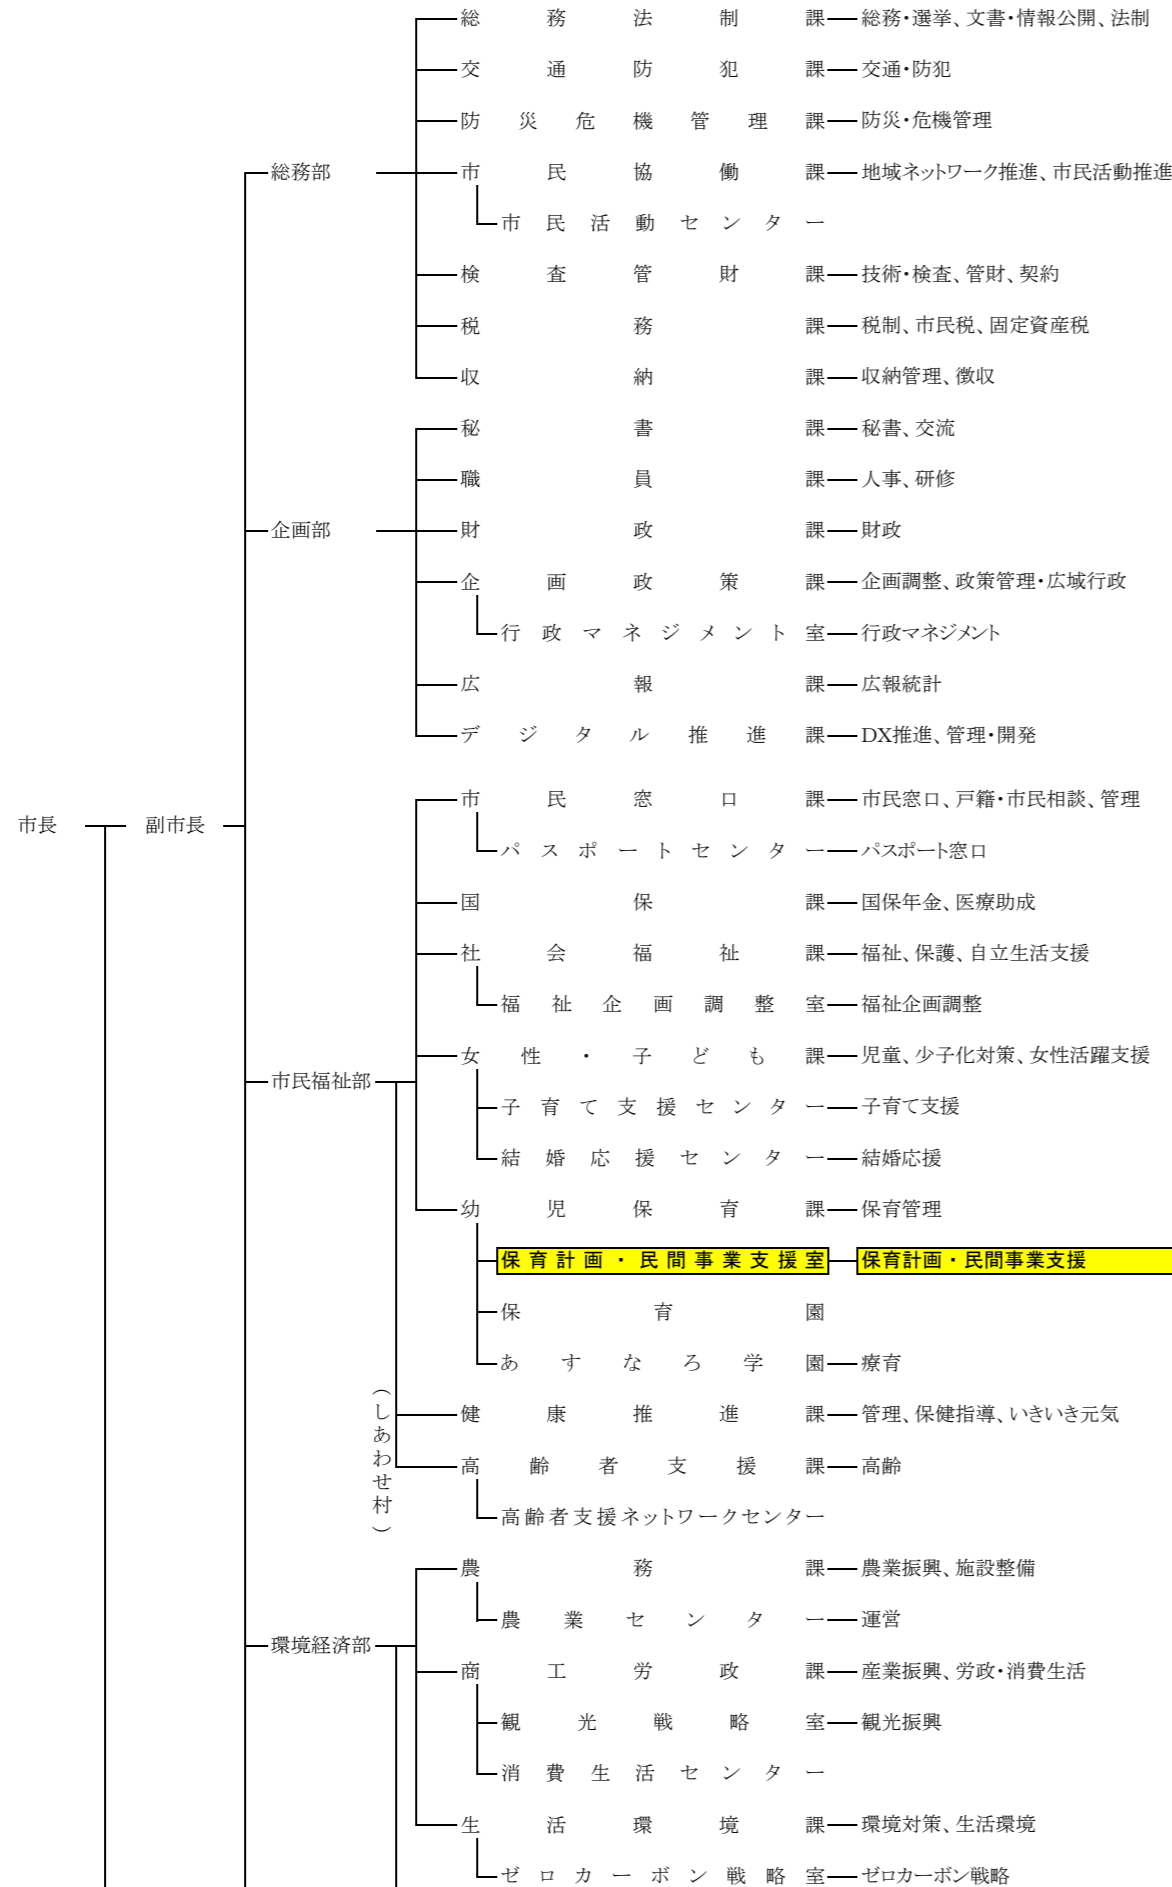 総務法制課 総務・選挙、文書・情報公開、法制
交通防犯課 交通・防犯
防災危機管理課 防災・危機管理
総務部 市民協働課 地域ネットワーク推進、市民活動推進
市民活動センター
検査管財課 技術・検査、管財、契約
税務課 税制、市民税、固定資産税
収納課 収納管理、徴収
秘書課 秘書、交流
職員課 人事、研修
企画部 財政課 財政
企画政策課 企画調整、政策管理・広域行政
行政マネジメント室 行政マネジメント
広報課 広報統計
デジタル推進課 DX推進、管理・開発
市民窓口課 市民窓口、戸籍・市民相談、管理
市長 副市長
パスポートセンター パスポート窓口
国保課 国保年金、医療助成
社会福祉課 福祉、保護、自立生活支援
福祉企画調整室 福祉企画調整
女性・子ども課 児童、少子化対策、女性活躍支援
市民福祉部
子育て支援センター 子育て支援
結婚応援センター 結婚応援
幼児保育課 保育管理
保育計画・民間事業支援室 保育計画・民間事業支援
保育園
あすなろ学園 療育
（しあわせ村）
健康推進課 管理、保健指導、いきいき元気
高齢者支援課 高齢
高齢者支援ネットワークセンター
農務課 農業振興、施設整備
農業センター 運営
環境経済部
商工労政課 産業振興、労政・消費生活
観光戦略室 観光振興
消費生活センター
生活環境課 環境対策、生活環境
ゼロカーボン戦略室 ゼロカーボン戦略